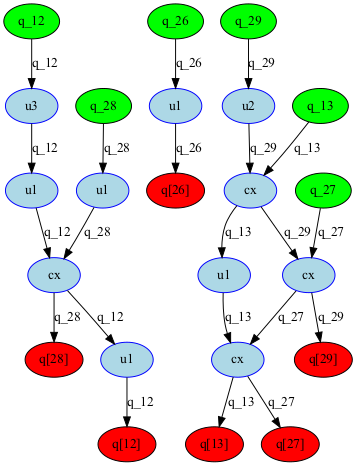 q_12 q_26 q_29
q_12 q_26 q_29
u3 q_28 u1 u2 q_13
q_12 q_28 q_26 q_29 q_13
u1 u1 q[26] cx q_27
q_12 q_28 q_13 q_29 q_27
cx u1 cx
q_28 q_12 q_13 q_27 q_29
q[28] u1 cx q[29]
q_12 q_13 q_27
q[12] q[13] q[27]